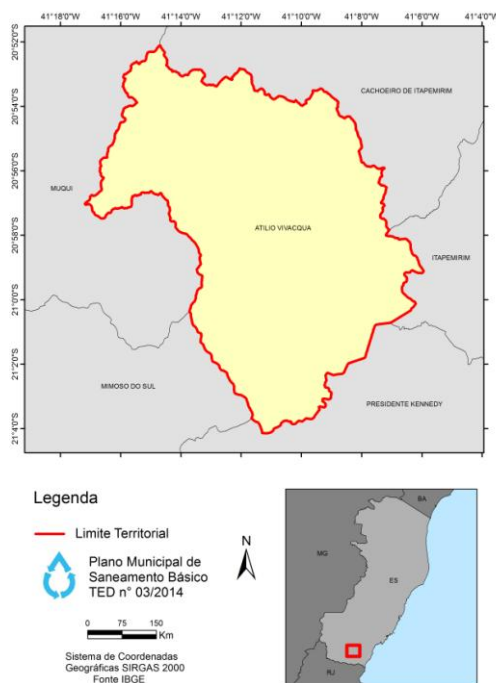 41°18'0"O 41°16'0"O 41°14'0"O 41°12'0"O 41°10'0"O 41°8'0"O 41°6'0"O 41°4'0"O
20°52'0"S
20°54'0"S
20°56'0"S
20°58'0"S
21°0'0"S
21°2'0"S
21°4'0"S
CACHOEIRO DE ITAPEMIRIM
MUQUI
ATILIO VIVACQUA
ITAPEMIRIM
MIMOSO DO SUL
PRESIDENTE KENNEDY
Legenda
Limite Territorial
Plano Municipal de
Saneamento Básico
TED n° 03/2014
0 75 150
Km
Sistema de Coordenadas
Geográficas SIRGAS 2000
Fonte IBGE
N
BA
MG
ES
RJ